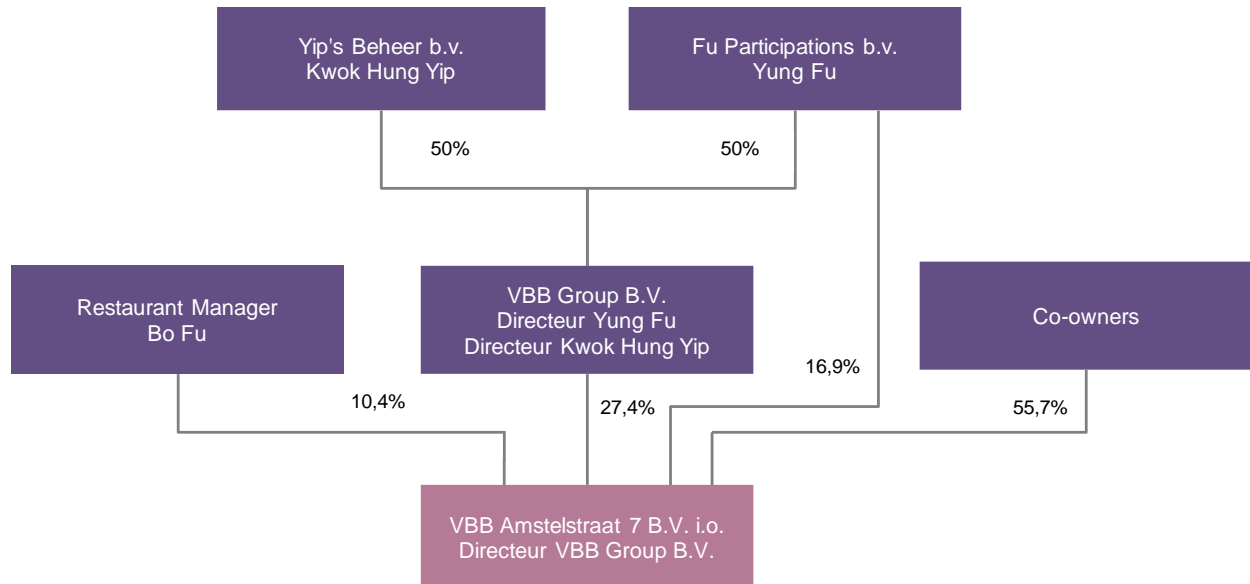 Yip's Beheer b.v.
Kwok Hung Yip
Fu Participations b.v.
Yung Fu
50%
50%
Restaurant Manager
Bo Fu
VBB Group B.V.
Directeur Yung Fu
Directeur Kwok Hung Yip
Co-owners
10,4%
27,4%
16,9%
55,7%
VBB Amstelstraat 7 B.V. i.o.
Directeur VBB Group B.V.